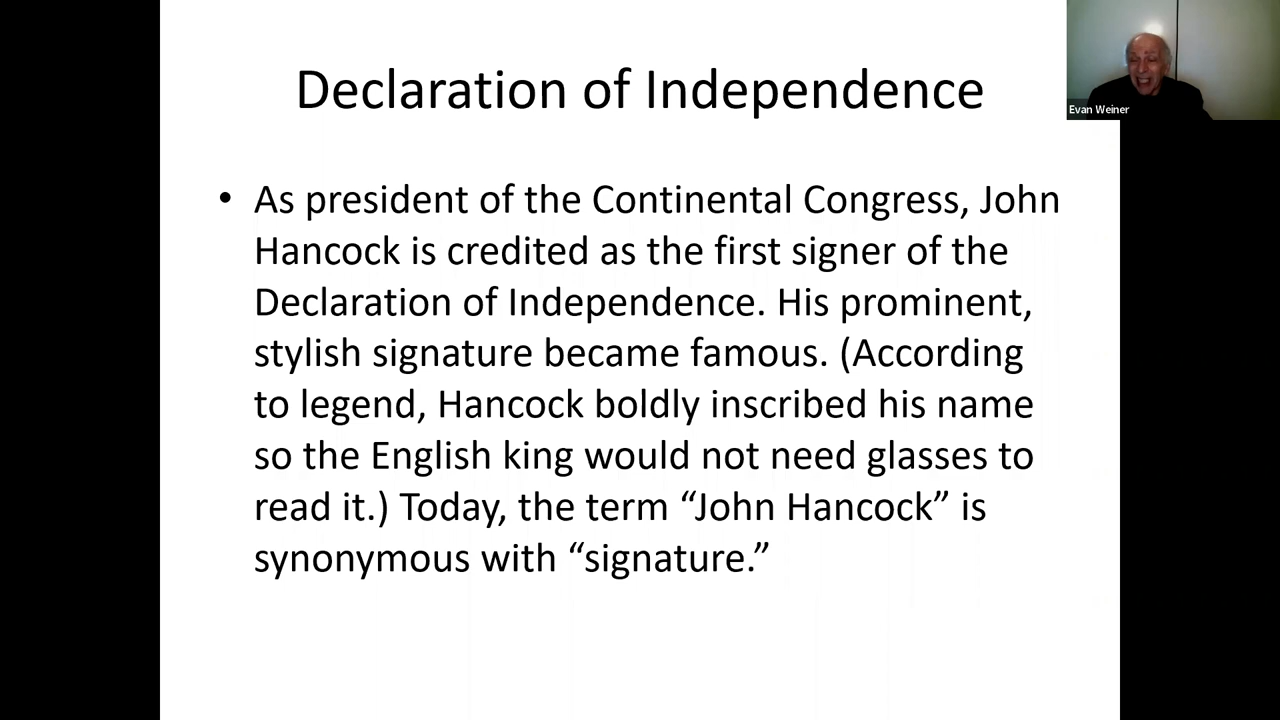 Declaration of Independence
Evan Weiner
• As president of the Continental Congress, John
Hancock is credited as the first signer of the
Declaration of Independence. His prominent,
stylish signature became famous. (According
to legend, Hancock boldly inscribed his name
so the English king would not need glasses to
read it.) Today, the term “John Hancock” is
synonymous with “signature.”